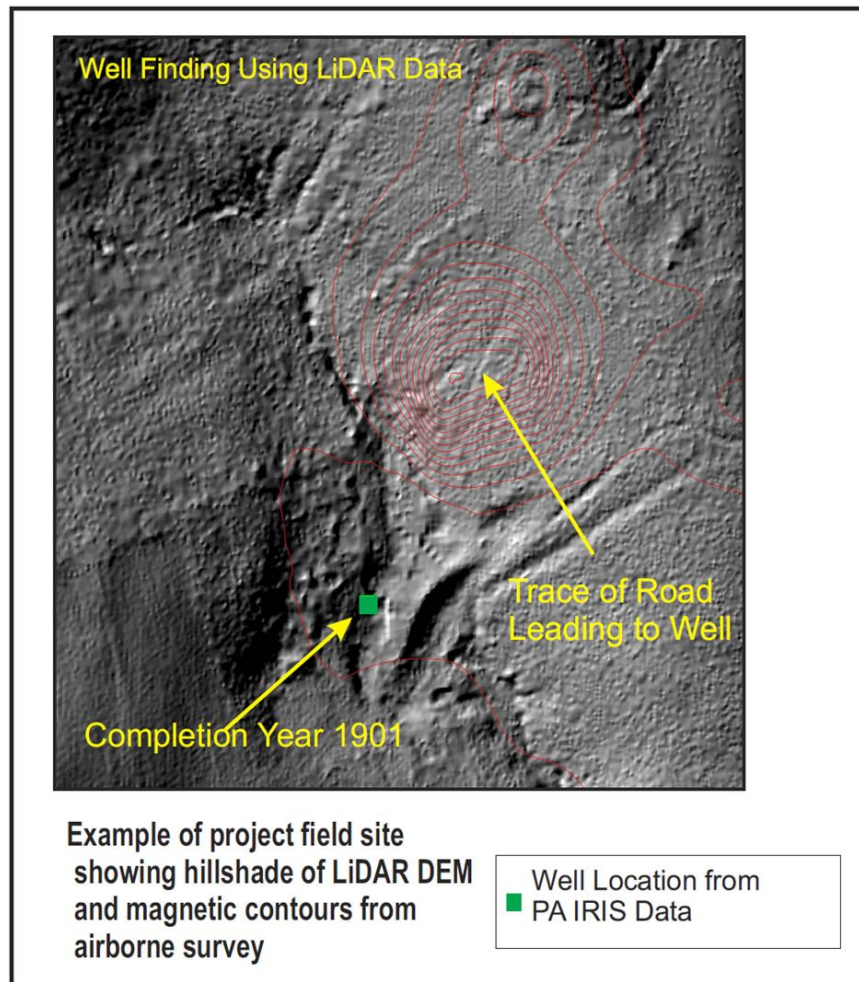 Well Finding Using LiDAR Data
Trace of Road
Leading to Well
Completion Year 1901
Example of project field site
showing hillshade of LiDAR DEM
and magnetic contours from
airborne survey
Well Location from
PA IRIS Data